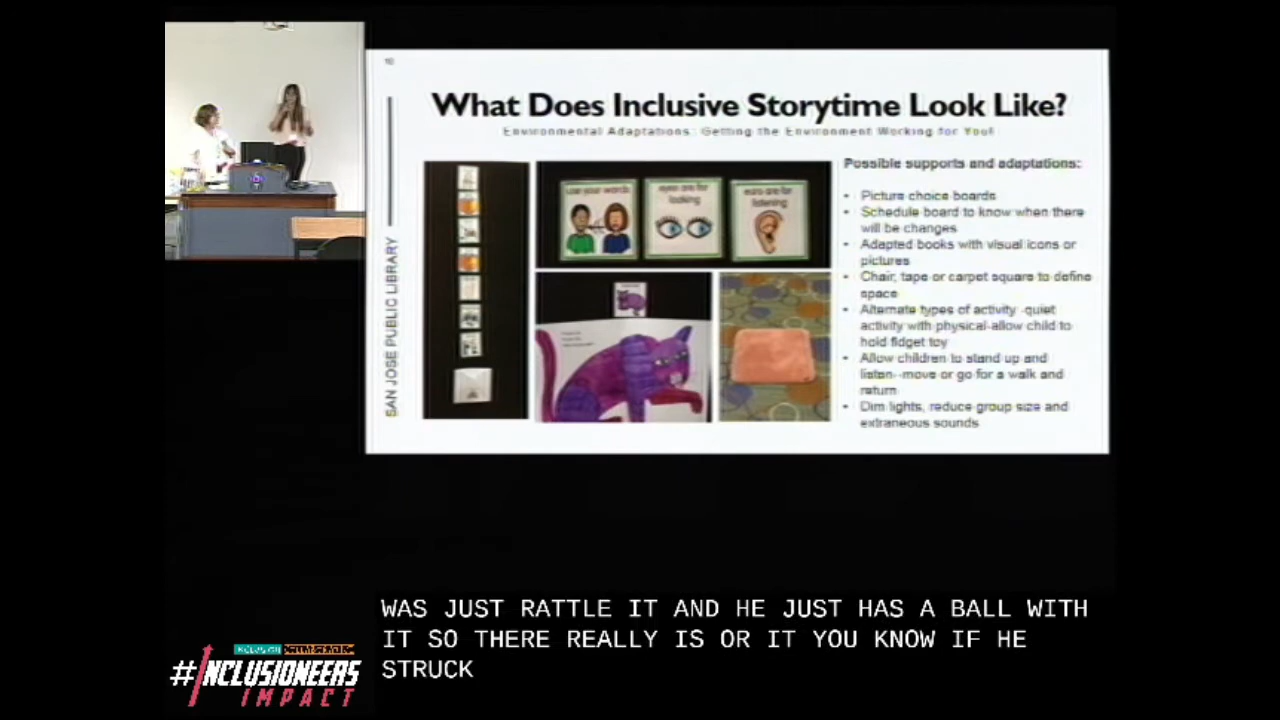 10
What Does Inclusive Storytime Look Like?
Environmental Adaptations: Getting the Environment Working for You!
SAN JOSE PUBLIC LIBRARY
use your words
eyes are for
looking
ears are for
listening
Possible supports and adaptations:
• Picture choice boards
• Schedule board to know when there
will be changes
• Adapted books with visual icons or
pictures
• Chair, tape or carpet square to define
space
• Alternate types of activity -quiet
activity with physical-allow child to
hold fidget toy
• Allow children to stand up and
listen--move or go for a walk and
return
• Dim lights, reduce group size and
extraneous sounds
WAS JUST RATTLE IT AND HE JUST HAS A BALL WITH
IT SO THERE REALLY IS OR IT YOU KNOW IF HE
STRUCK
#INCLUSIONEERS
IMPACT